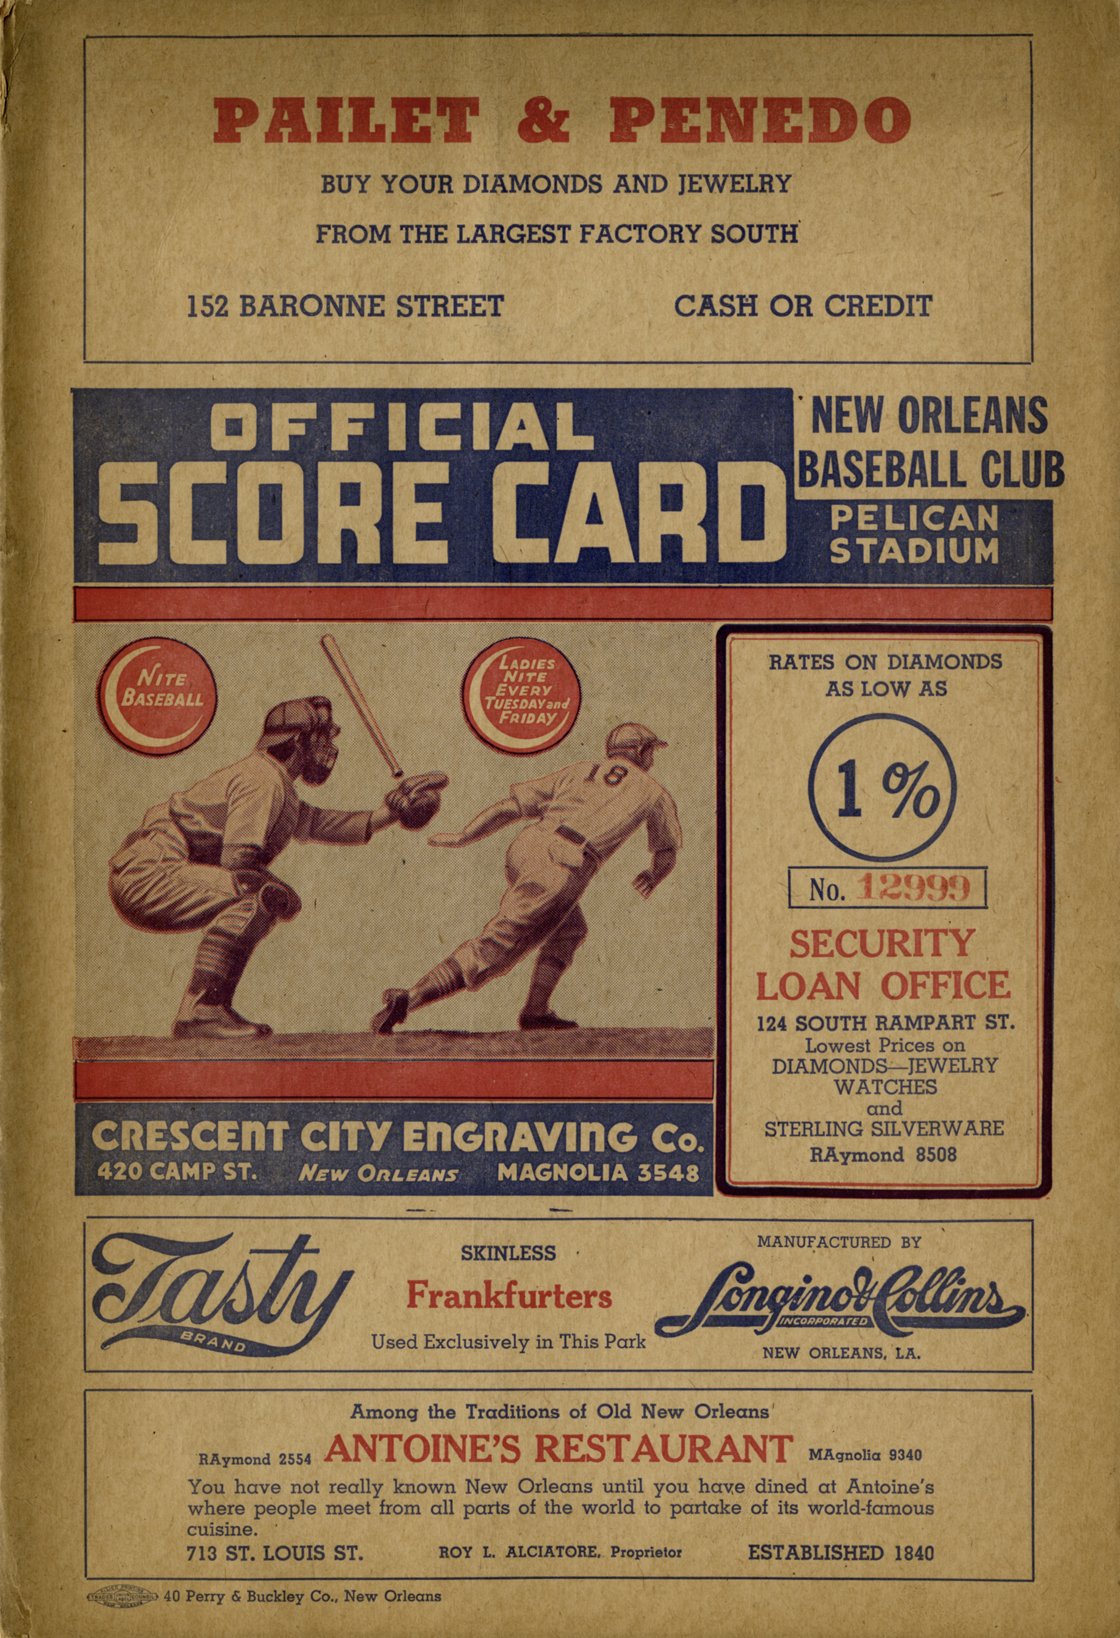 PAILET & PENEDO
BUY YOUR DIAMONDS AND JEWELRY
FROM THE LARGEST FACTORY SOUTH
152 BARONNE STREET CASH OR CREDIT
OFFICIAL
SCORE CARD
NEW ORLEANS
BASEBALL CLUB
PELICAN
STADIUM
NITE
BASEBALL
LADIES
NITE
EVERY
TUESDAY and
FRIDAY
18
RATES ON DIAMONDS
AS LOW AS
1%
No. 12999
SECURITY
LOAN OFFICE
124 SOUTH RAMPART ST.
Lowest Prices on
DIAMONDS—JEWELRY
WATCHES
and
STERLING SILVERWARE
RAymond 8508
CRESCENT CITY ENGRAVING Co.
420 CAMP ST. NEW ORLEANS MAGNOLIA 3548
Tasty
BRAND
SKINLESS
Frankfurters
Used Exclusively in This Park
MANUFACTURED BY
Longino & Collins
INCORPORATED
NEW ORLEANS, LA.
Among the Traditions of Old New Orleans
RAymond 2554 ANTOINE'S RESTAURANT MAgnolia 9340
You have not really known New Orleans until you have dined at Antoine's
where people meet from all parts of the world to partake of its world-famous
cuisine.
713 ST. LOUIS ST. ROY L. ALCIATORE, Proprietor ESTABLISHED 1840
40 Perry & Buckley Co., New Orleans